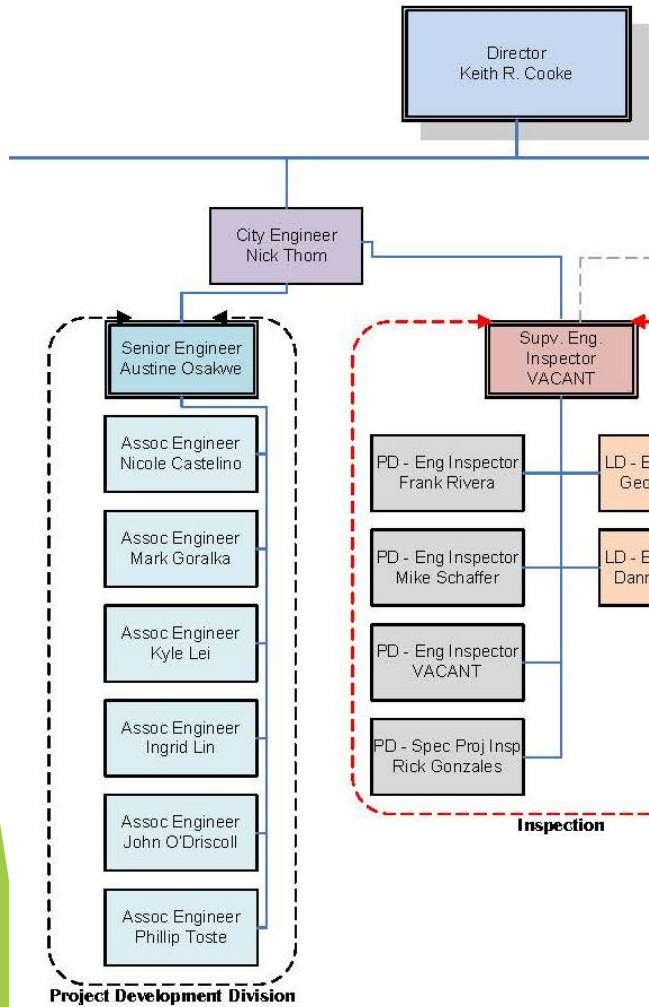 Director
Keith R. Cooke
City Engineer
Nick Thom
Senior Engineer
Austine Osakwe
Assoc Engineer
Nicole Castelino
Assoc Engineer
Mark Goralka
Assoc Engineer
Kyle Lei
Assoc Engineer
Ingrid Lin
Assoc Engineer
John O'Driscoll
Assoc Engineer
Phillip Toste
Project Development Division
Supv. Eng.
Inspector
VACANT
PD - Eng Inspector
Frank Rivera
PD - Eng Inspector
Mike Schaffer
PD - Eng Inspector
VACANT
PD - Spec Proj Insp
Rick Gonzales
LD - E
LD - E
Inspection